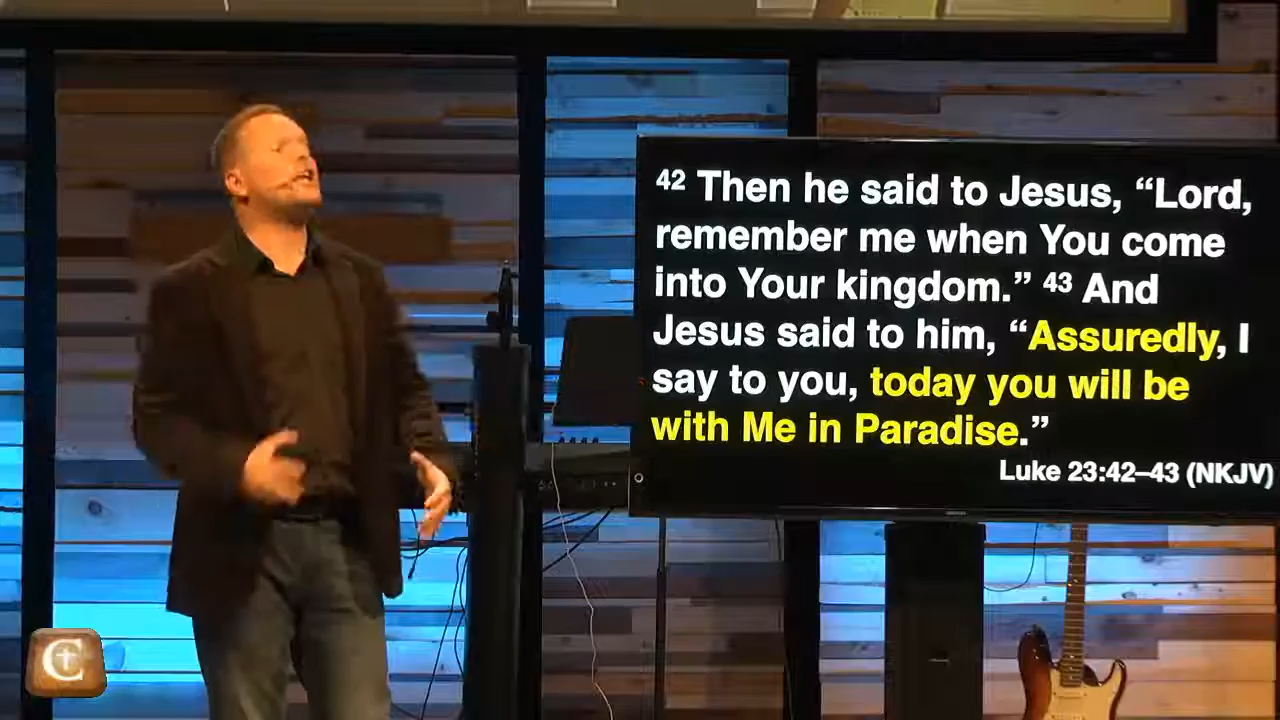 42 Then he said to Jesus, “Lord,
remember me when You come
into Your kingdom.” 43 And
Jesus said to him, “Assuredly, I
say to you, today you will be
with Me in Paradise.”
Luke 23:42–43 (NKJV)
C